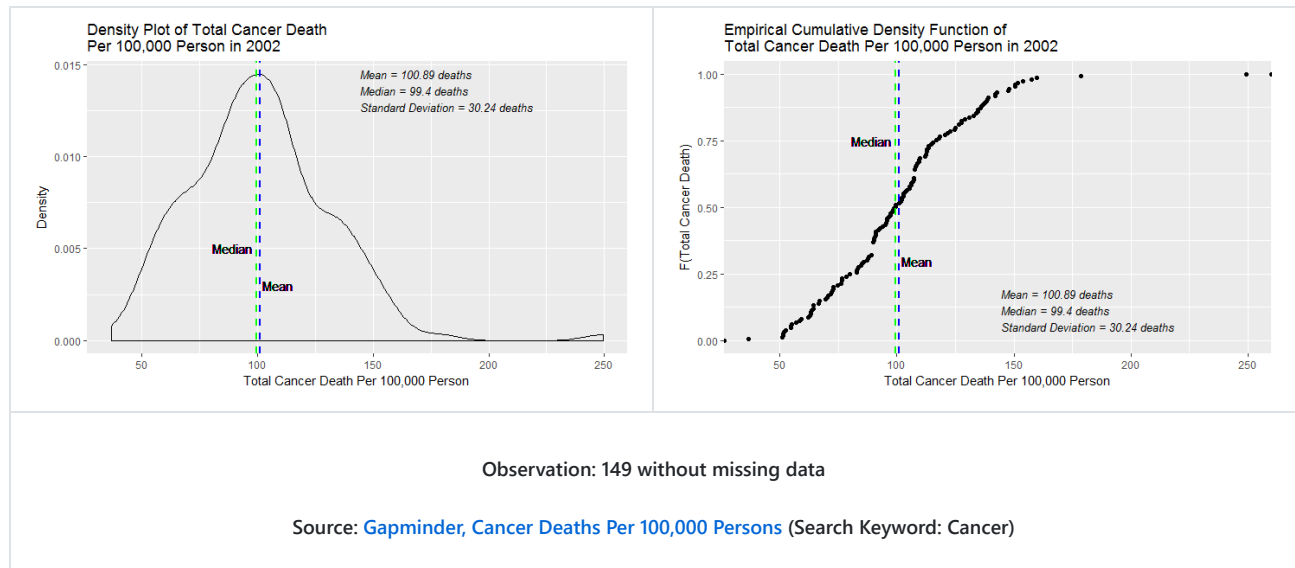 Density Plot of Total Cancer Death
Per 100,000 Person in 2002
Mean = 100.89 deaths
Median = 99.4 deaths
Standard Deviation = 30.24 deaths
0.015
0.010
0.005
0.000
Density
Median
Mean
50 100 150 200 250
Total Cancer Death Per 100,000 Person
Empirical Cumulative Density Function of
Total Cancer Death Per 100,000 Person in 2002
1.00
0.75
0.50
0.25
0.00
F(Total Cancer Death)
Median
Mean
Mean = 100.89 deaths
Median = 99.4 deaths
Standard Deviation = 30.24 deaths
50 100 150 200 250
Total Cancer Death Per 100,000 Person
Observation: 149 without missing data
Source: Gapminder, Cancer Deaths Per 100,000 Persons (Search Keyword: Cancer)